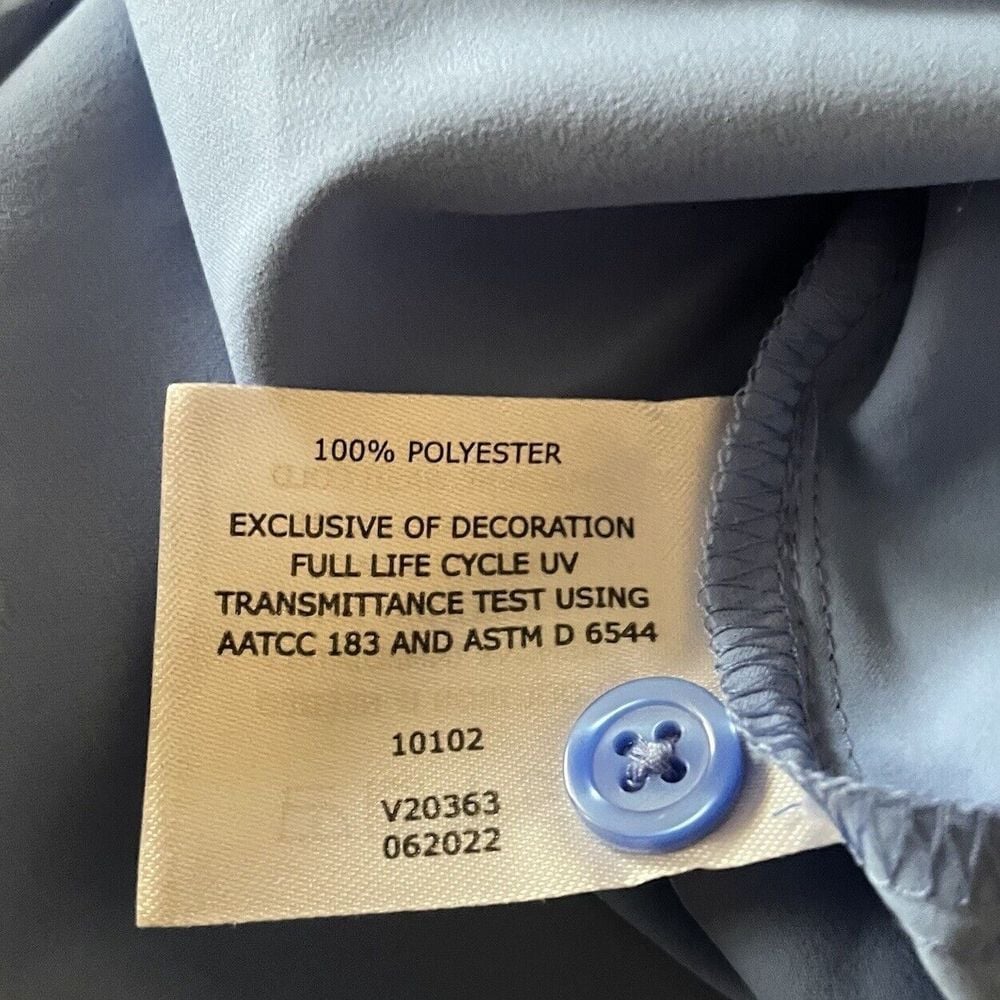 100% POLYESTER
EXCLUSIVE OF DECORATION
FULL LIFE CYCLE UV
TRANSMITTANCE TEST USING
AATCC 183 AND ASTM D 6544
10102
V20363
062022